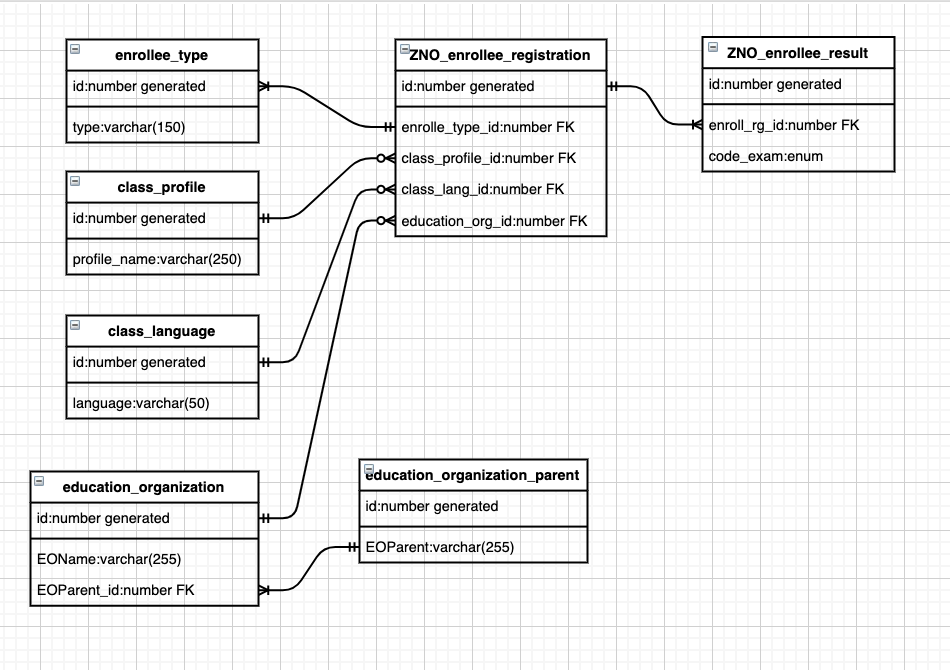 enrollee_type
id:number generated
type:varchar(150)
class_profile
id:number generated
profile_name:varchar(250)
class_language
id:number generated
language:varchar(50)
education_organization
id:number generated
EOName:varchar(255)
EOParent_id:number FK
ZNO_enrollee_registration
id:number generated
enrolle_type_id:number FK
class_profile_id:number FK
class_lang_id:number FK
education_org_id:number FK
education_organization_parent
id:number generated
EOParent:varchar(255)
ZNO_enrollee_result
id:number generated
enroll_rg_id:number FK
code_exam:enum